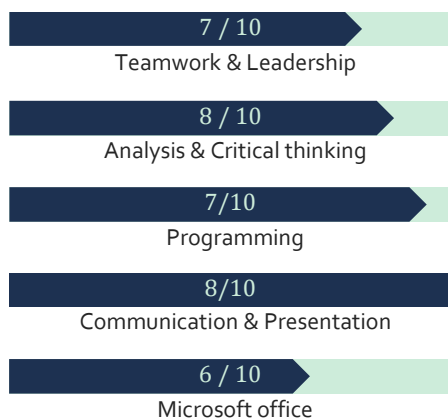 7 / 10
Teamwork & Leadership
8 / 10
Analysis & Critical thinking
7/10
Programming
8/10
Communication & Presentation
6 / 10
Microsoft office